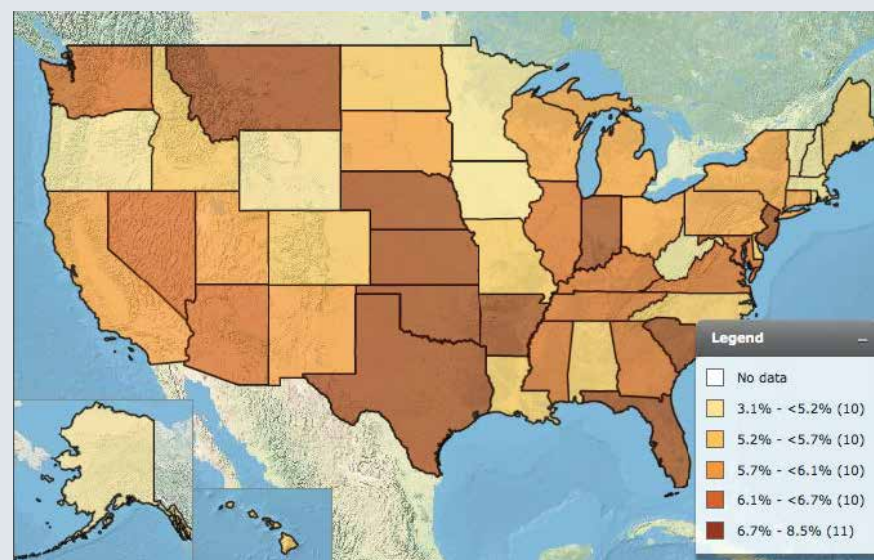 Legend –
No data
3.1% - <5.2% (10)
5.2% - <5.7% (10)
5.7% - <6.1% (10)
6.1% - <6.7% (10)
6.7% - 8.5% (11)